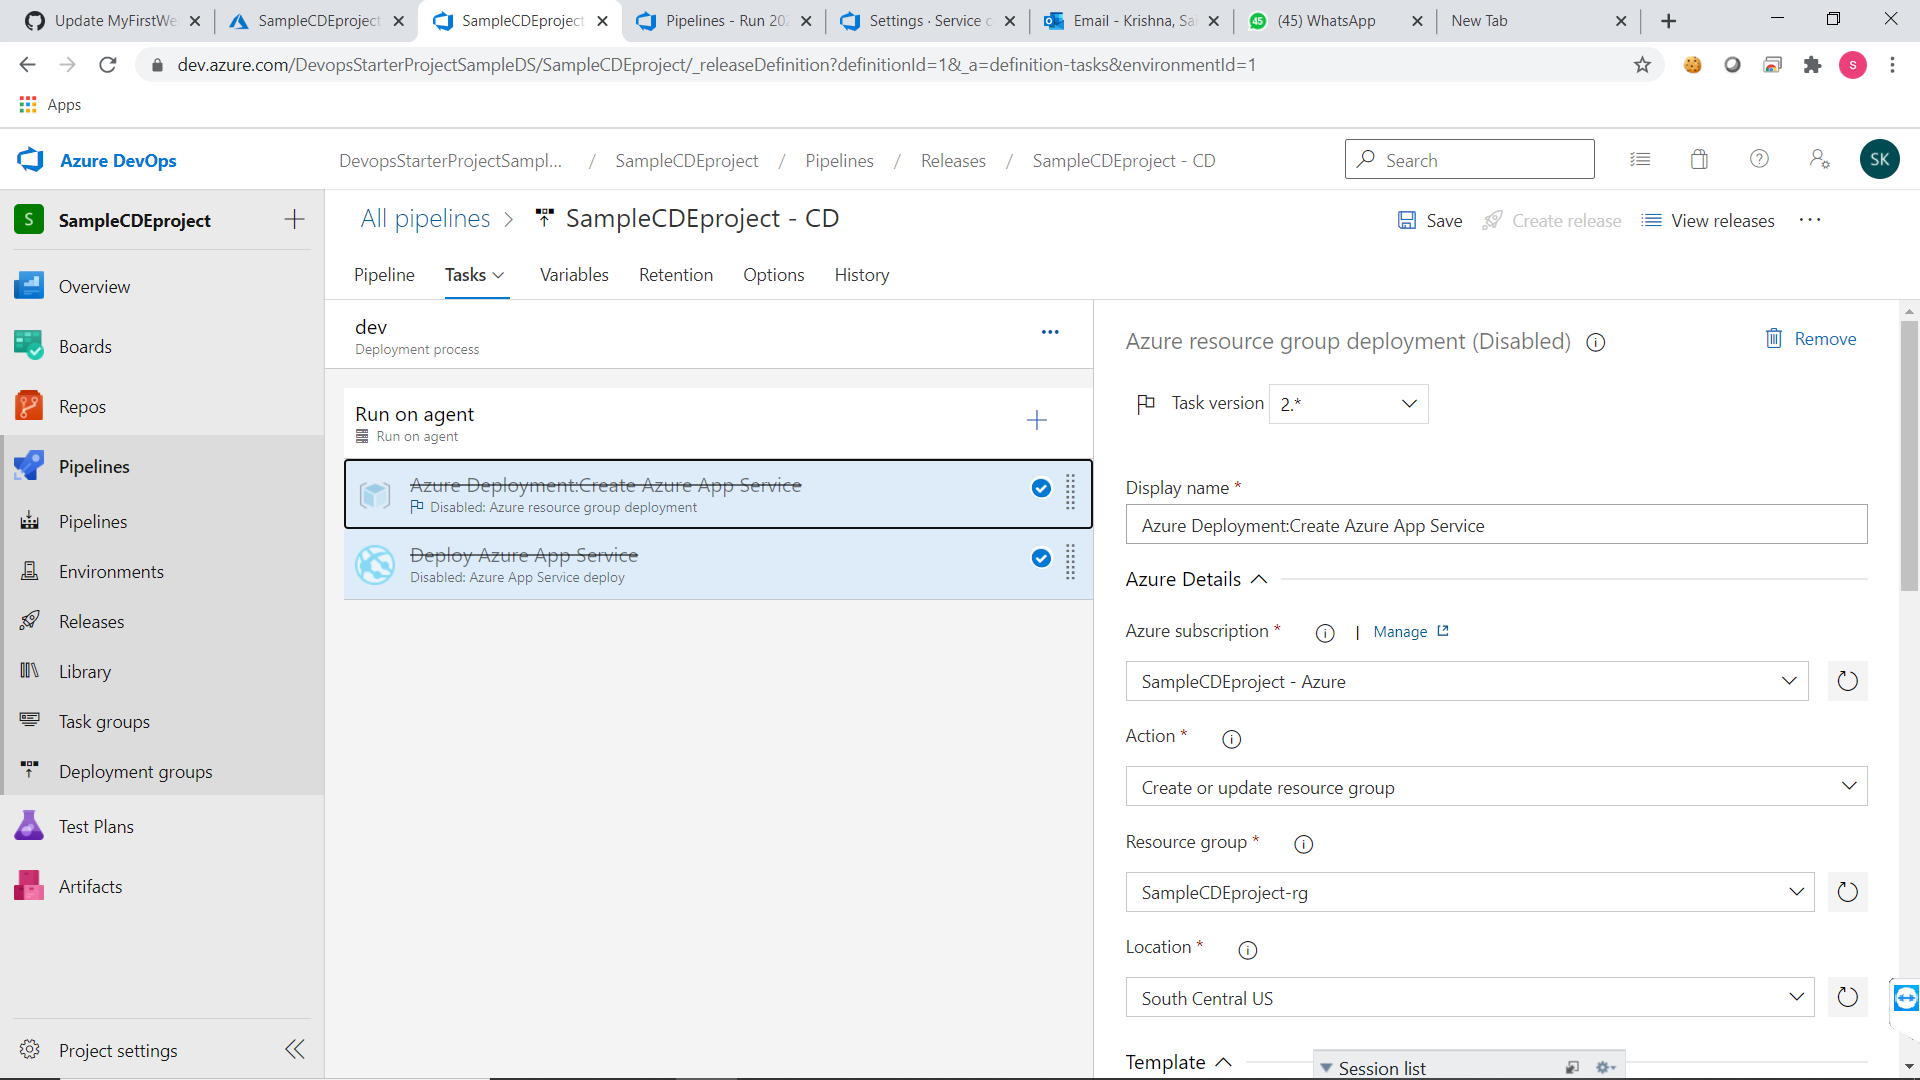 Update MyFirstWe
SampleCDEproject
SampleCDEproject
Pipelines - Run 202
Settings · Service c
Email - Krishna, Sai
45 (45) WhatsApp
New Tab
dev.azure.com/DevopsStarterProjectSampleDS/SampleCDEproject/_releaseDefinition?definitionId=1&_a=definition-tasks&environmentId=1
s
Apps
Azure DevOps
DevopsStarterProjectSampl... / SampleCDEproject / Pipelines / Releases / SampleCDEproject - CD
Search
SK
S SampleCDEproject
Overview
Boards
Repos
Pipelines
Pipelines
Environments
Releases
Library
Task groups
Deployment groups
Test Plans
Artifacts
Project settings
All pipelines > SampleCDEproject - CD
Save
Create release
View releases
Pipeline
Tasks
Variables
Retention
Options
History
dev
Deployment process
Run on agent
Run on agent
Azure Deployment:Create Azure App Service
Disabled: Azure resource group deployment
Deploy Azure App Service
Disabled: Azure App Service deploy
Azure resource group deployment (Disabled)
Remove
Task version 2.*
Display name *
Azure Deployment:Create Azure App Service
Azure Details
Azure subscription * | Manage
SampleCDEproject - Azure
Action *
Create or update resource group
Resource group *
SampleCDEproject-rg
Location *
South Central US
Template
Session list